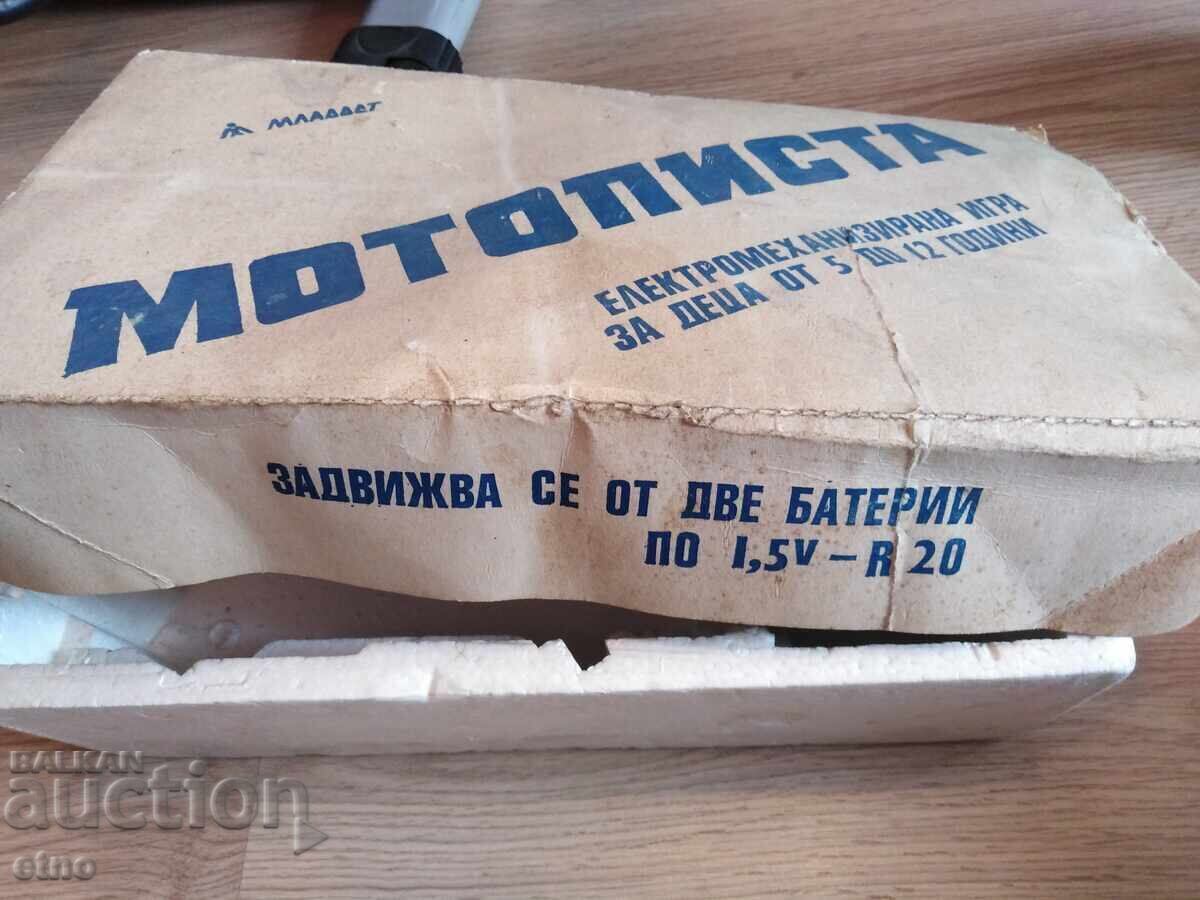 МЛАДОСТ
МОТОПИСТА
ЕЛЕКТРОМЕХАНИЗИРАНА ИГРА
ЗА ДЕЦА ОТ 5 ДО 12 ГОДИНИ
ЗАДВИЖВА СЕ ОТ ДВЕ БАТЕРИИ
ПО 1,5V – R 20
BALKAN
auction
etno